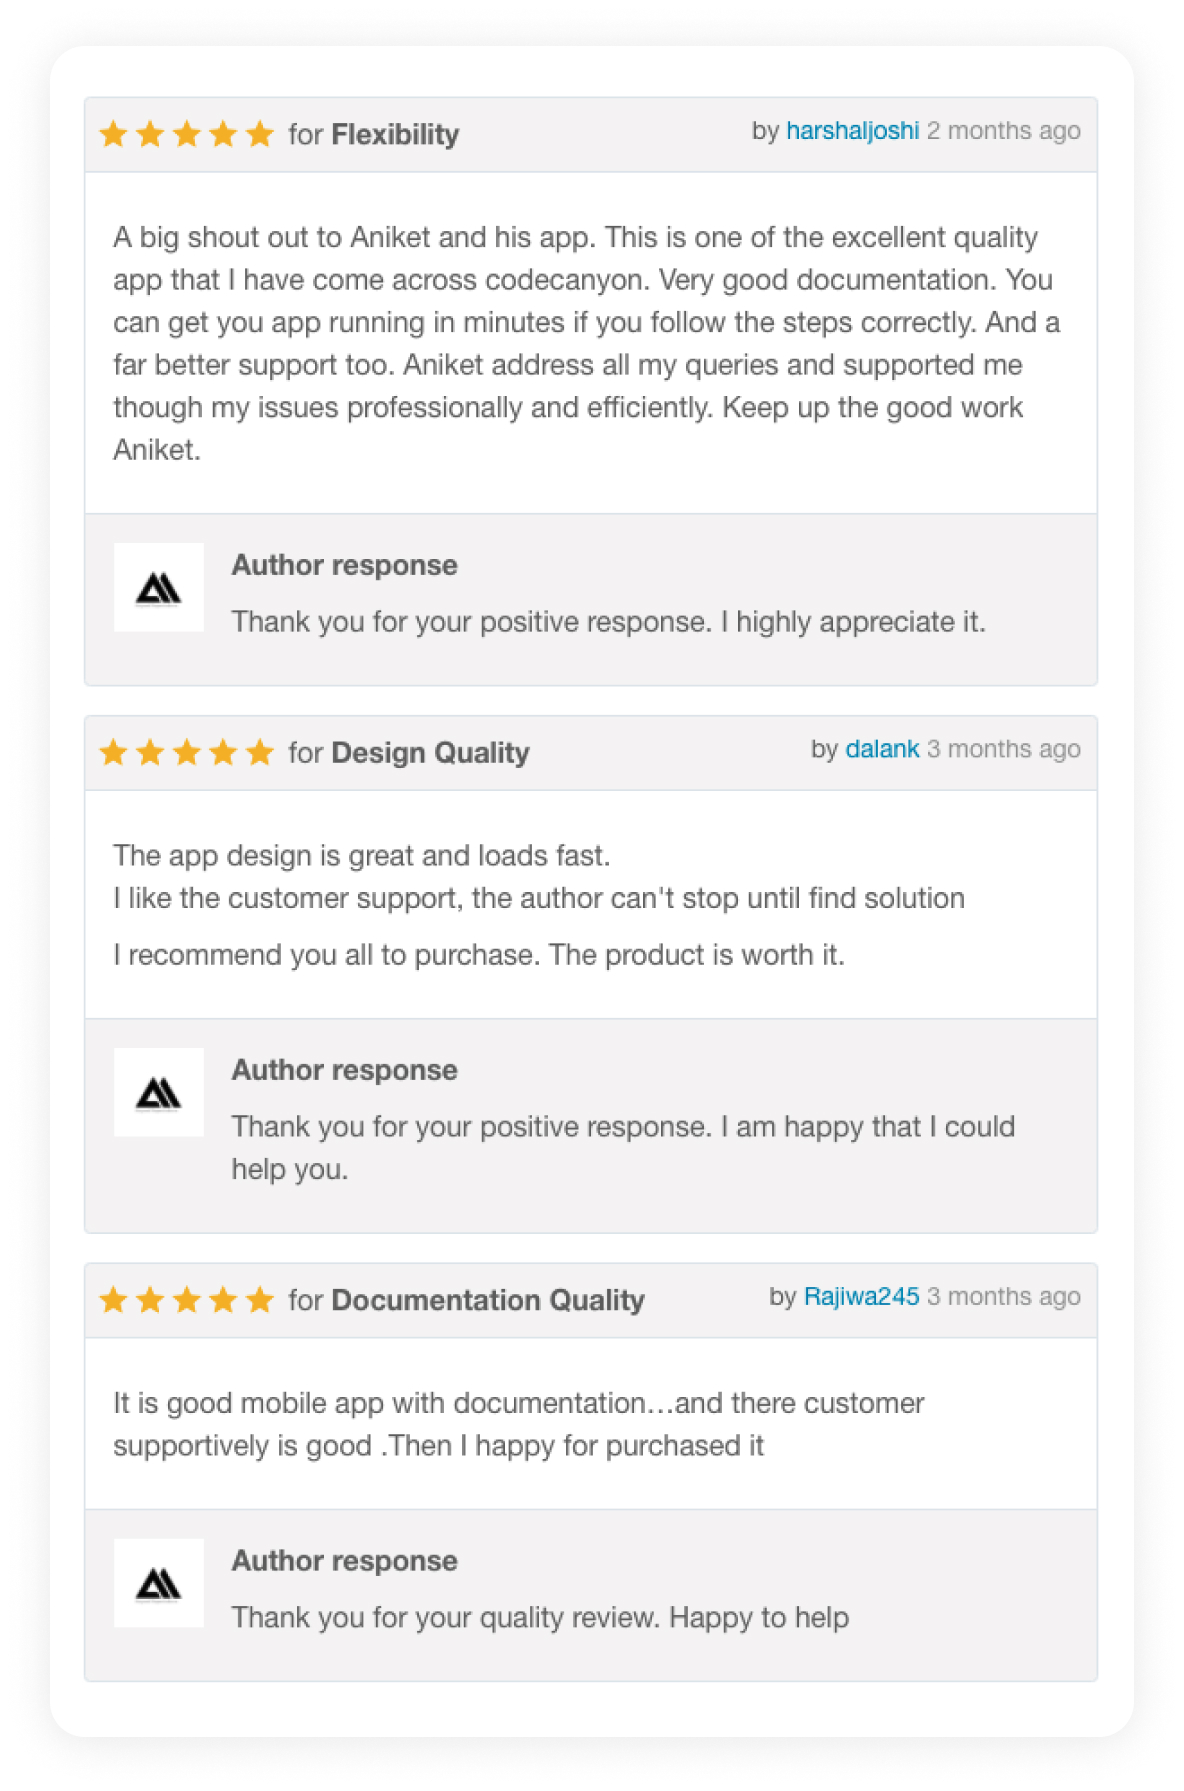 for Flexibility
by harshaljoshi 2 months ago
A big shout out to Aniket and his app. This is one of the excellent quality
app that I have come across codecanyon. Very good documentation. You
can get you app running in minutes if you follow the steps correctly. And a
far better support too. Aniket address all my queries and supported me
though my issues professionally and efficiently. Keep up the good work
Aniket.
Author response
Thank you for your positive response. I highly appreciate it.
for Design Quality
by dalank 3 months ago
The app design is great and loads fast.
I like the customer support, the author can't stop until find solution
I recommend you all to purchase. The product is worth it.
Author response
Thank you for your positive response. I am happy that I could
help you.
for Documentation Quality
by Rajiwa245 3 months ago
It is good mobile app with documentation…and there customer
supportively is good .Then I happy for purchased it
Author response
Thank you for your quality review. Happy to help